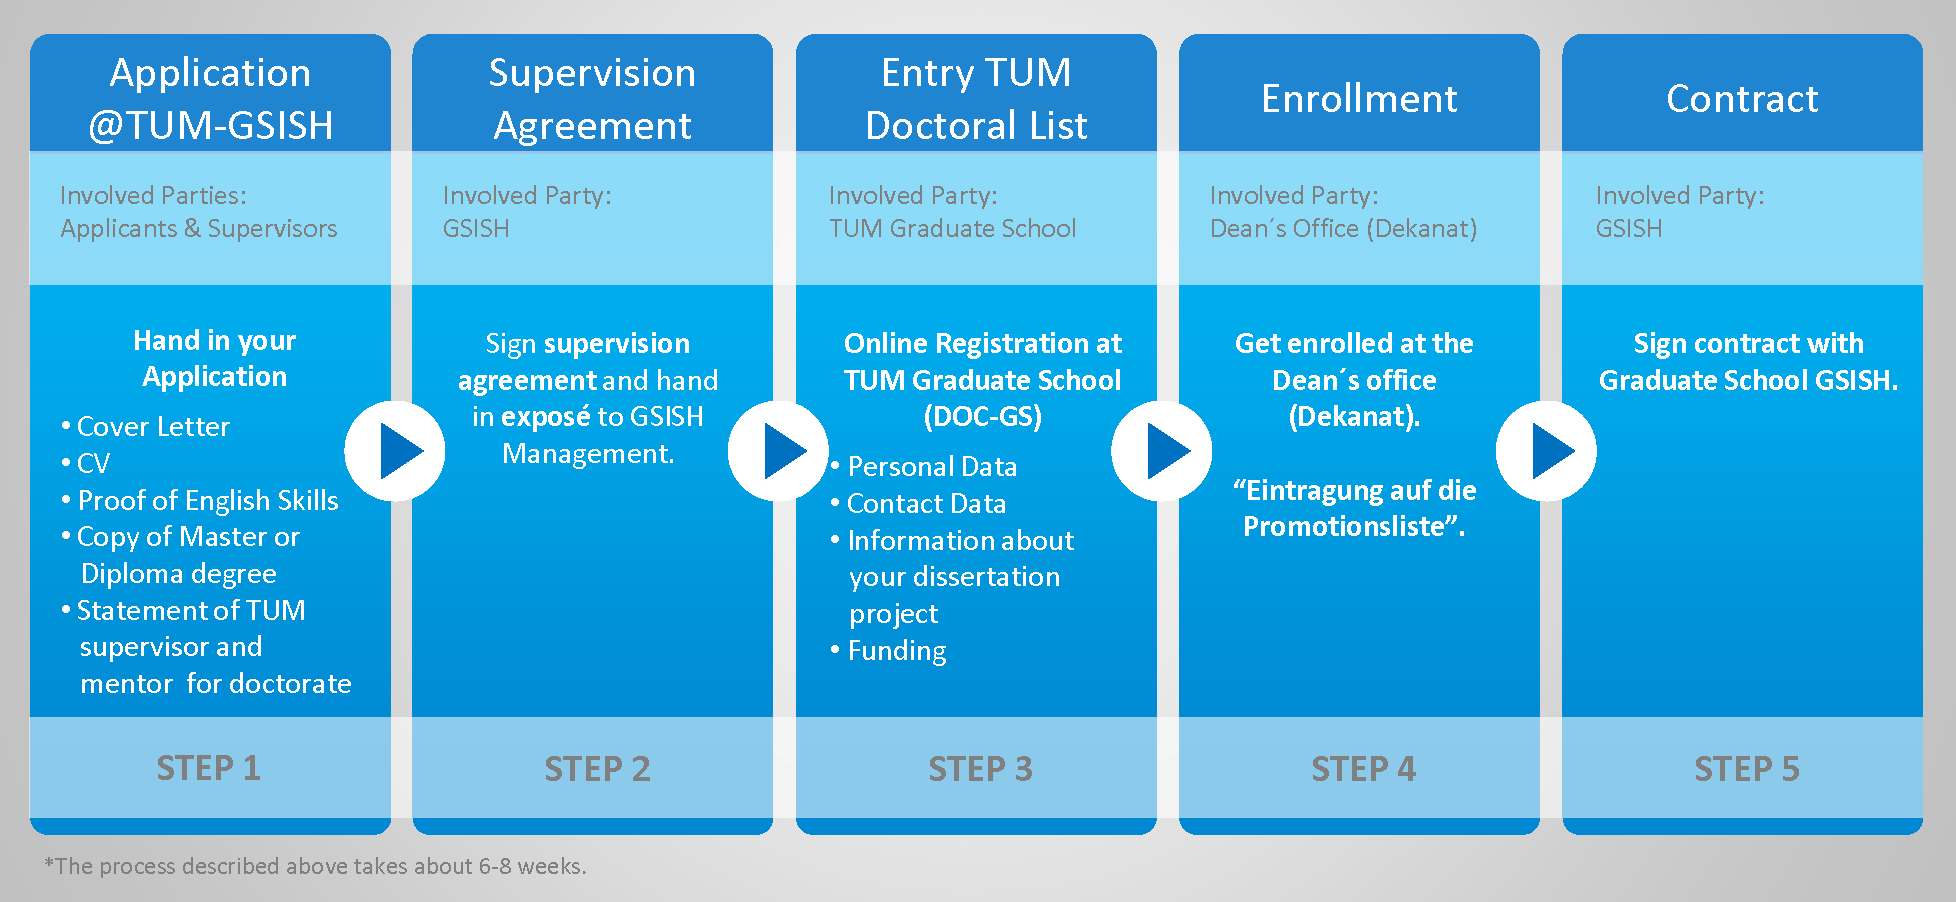 Application
@TUM-GSISH
Involved Parties:
Applicants & Supervisors
Hand in your
Application
• Cover Letter
• CV
• Proof of English Skills
• Copy of Master or
Diploma degree
• Statement of TUM
supervisor and
mentor  for doctorate
STEP 1
Supervision
Agreement
Involved Party:
GSISH
Sign supervision
agreement and hand
in exposé to GSISH
Management.
STEP 2
Entry TUM
Doctoral List
Involved Party:
TUM Graduate School
Online Registration at
TUM Graduate School
(DOC-GS)
• Personal Data
• Contact Data
• Information about
your dissertation
project
• Funding
STEP 3
Enrollment
Involved Party:
Dean´s Office (Dekanat)
Get enrolled at the
Dean´s office
(Dekanat).
“Eintragung auf die
Promotionsliste”.
STEP 4
Contract
Involved Party:
GSISH
Sign contract with
Graduate School GSISH.
STEP 5
*The process described above takes about 6-8 weeks.